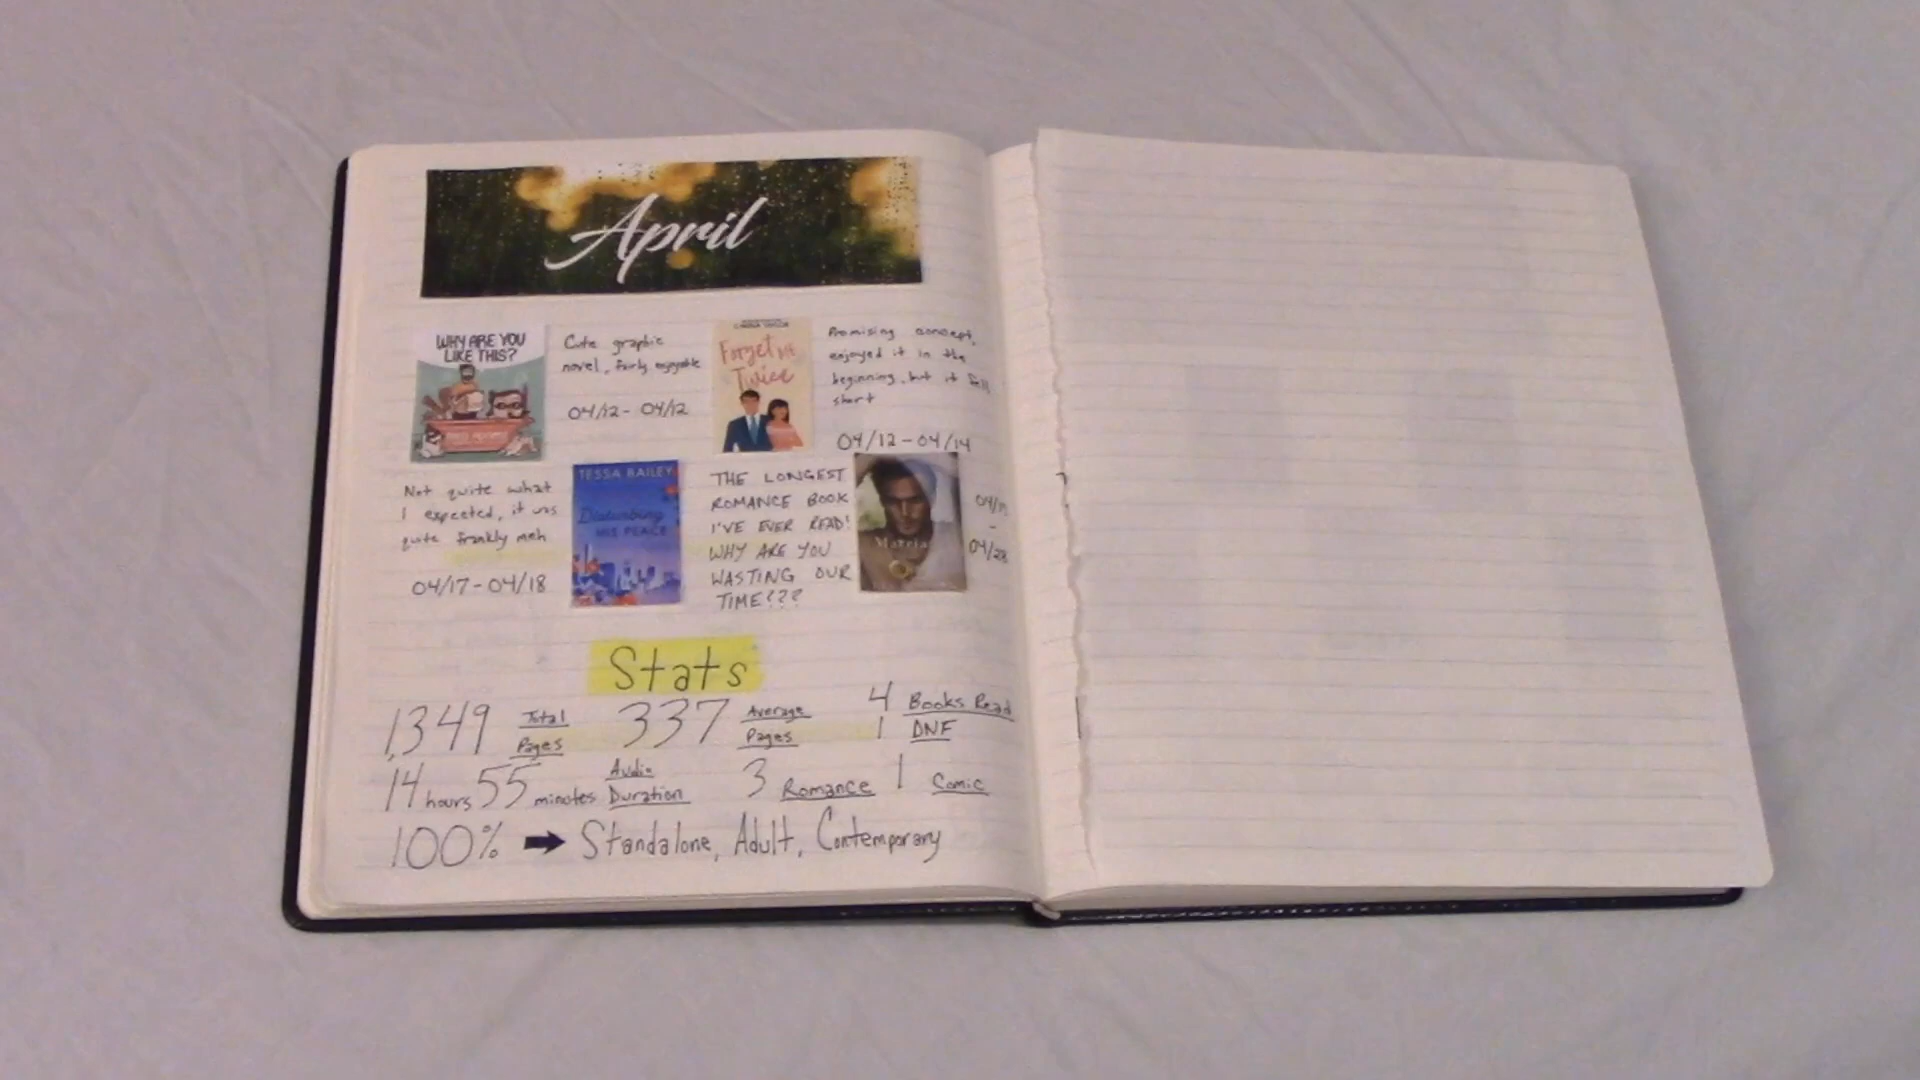 April
WHY ARE YOU
LIKE THIS?
Cute graphic
novel, fairly enjoyable
04/12 - 04/12
Forget Me
Twice
Promising concept,
enjoyed it in the
beginning, but it fell
short
04/12 - 04/14
Not quite what
I expected, it was
quite frankly meh
04/17 - 04/18
TESSA BAILEY
Disturbing
HIS PEACE
THE LONGEST
ROMANCE BOOK
I'VE EVER READ!
WHY ARE YOU
WASTING OUR
TIME???
04/
-
04/28
Stats
1,349 Total
Pages
337 Average
Pages
4 Books Read
1 DNF
14 hours 55 minutes Audio
Duration
3 Romance
1 Comic
100% ➡ Standalone, Adult, Contemporary